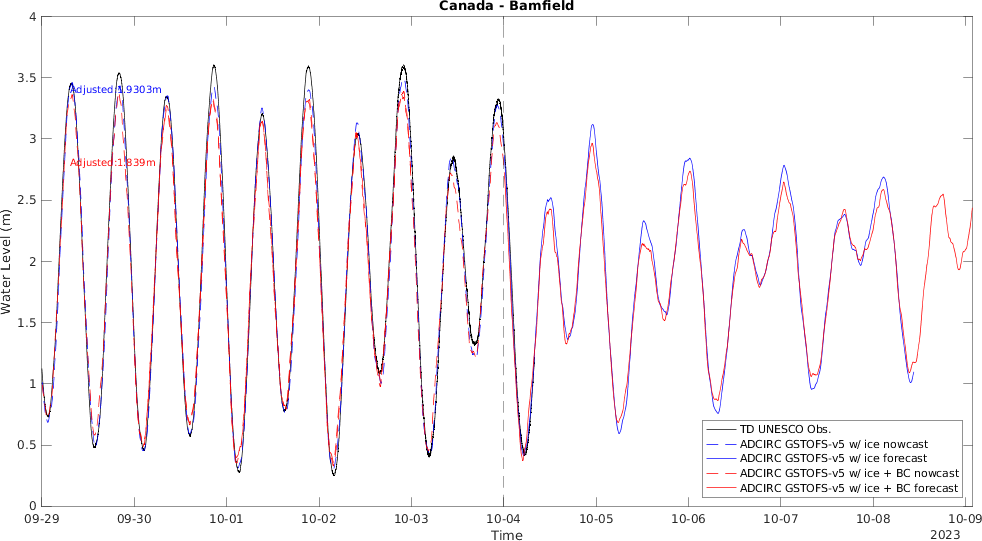 Canada - Bamfield
4
3.5
3
2.5
2
1.5
1
0.5
0
Water Level (m)
Adjusted:1.9303m
Adjusted:1.839m
TD UNESCO Obs.
ADCIRC GSTOFS-v5 w/ ice nowcast
ADCIRC GSTOFS-v5 w/ ice forecast
ADCIRC GSTOFS-v5 w/ ice + BC nowcast
ADCIRC GSTOFS-v5 w/ ice + BC forecast
09-29 09-30 10-01 10-02 10-03 10-04 10-05 10-06 10-07 10-08 10-09
Time
2023